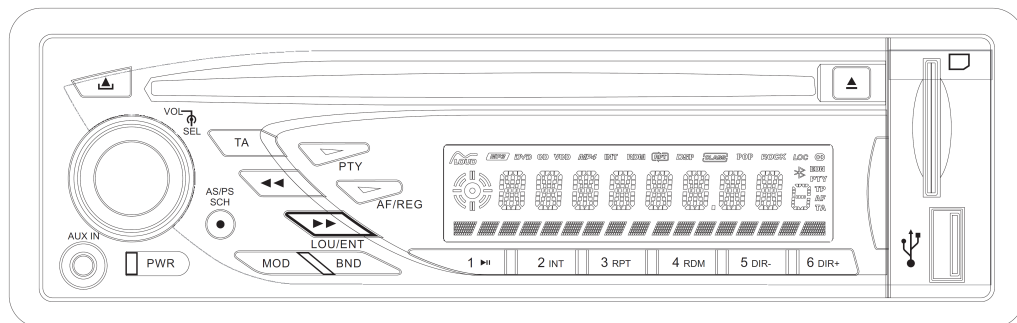 VOL
SEL
TA
PTY
AS/PS
SCH
AF/REG
LOU/ENT
AUX IN
PWR
MOD
BND
LOUD MP3 DVD CD VCD MP4 INT RDM RPT DSP CLASS POP ROCK LOC
EON
PTY
TP
AF
TA
1
2 INT
3 RPT
4 RDM
5 DIR-
6 DIR+